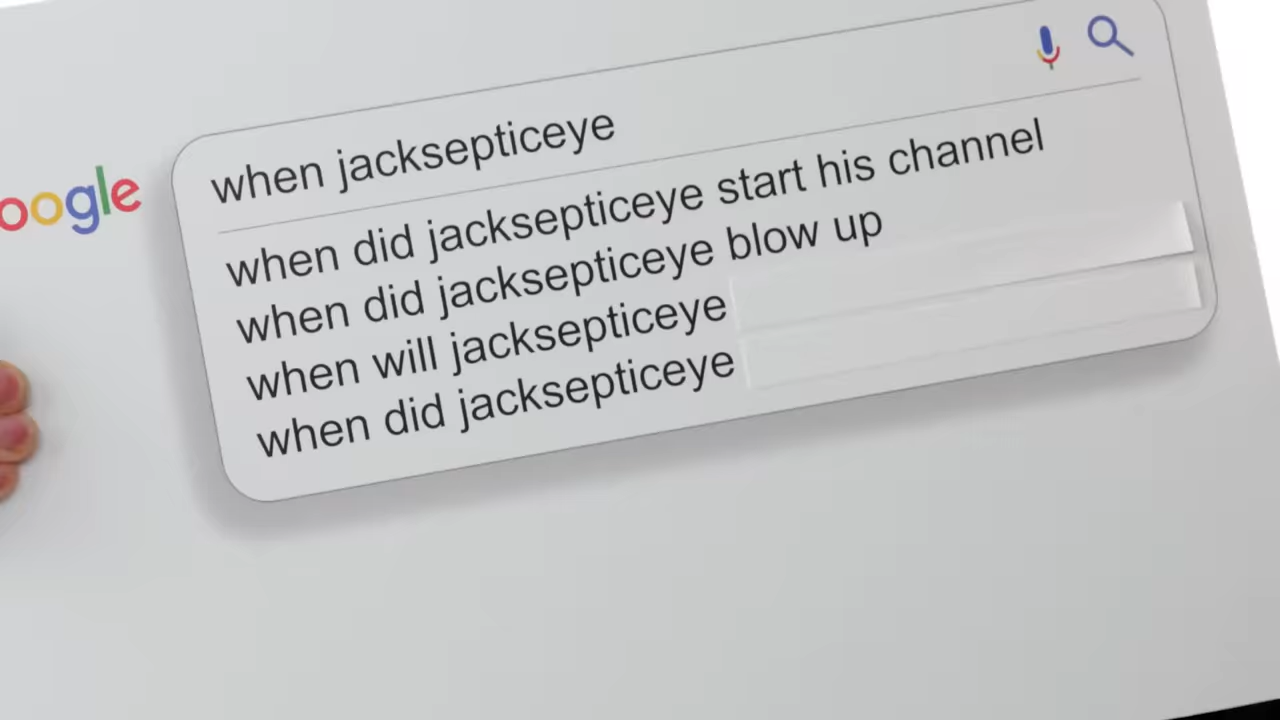 oogle
when jacksepticeye
when did jacksepticeye start his channel
when did jacksepticeye blow up
when will jacksepticeye
when did jacksepticeye